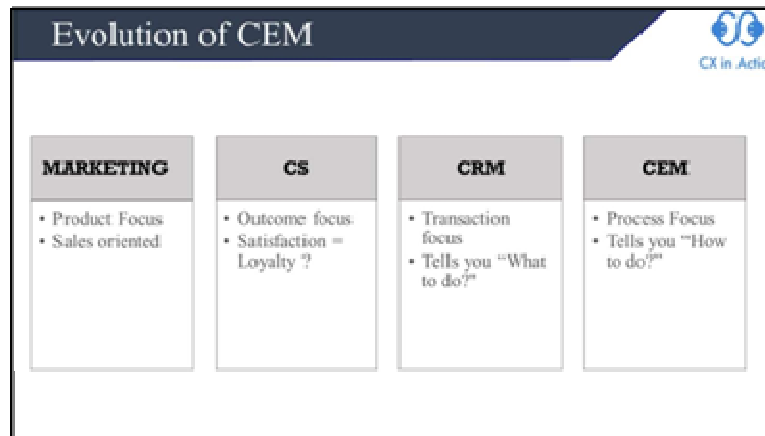 Evolution of CEM
CX in Actio
MARKETING
• Product Focus
• Sales oriented
CS
• Outcome focus
• Satisfaction =
Loyalty ?
CRM
• Transaction
focus
• Tells you “What
to do?”
CEM
• Process Focus
• Tells you “How
to do?”